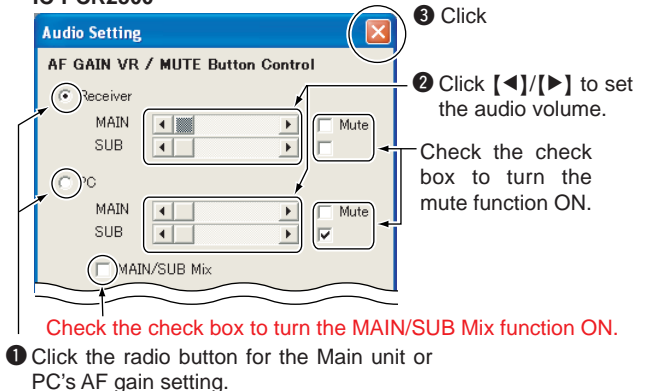 Audio Setting
❸ Click
AF GAIN VR / MUTE Button Control
Receiver
MAIN
Mute
SUB
❷ Click [◄]/[►] to set
the audio volume.
Check the check
box to turn the
mute function ON.
PC
MAIN
Mute
SUB
MAIN/SUB Mix
Check the check box to turn the MAIN/SUB Mix function ON.
❶ Click the radio button for the Main unit or
PC's AF gain setting.